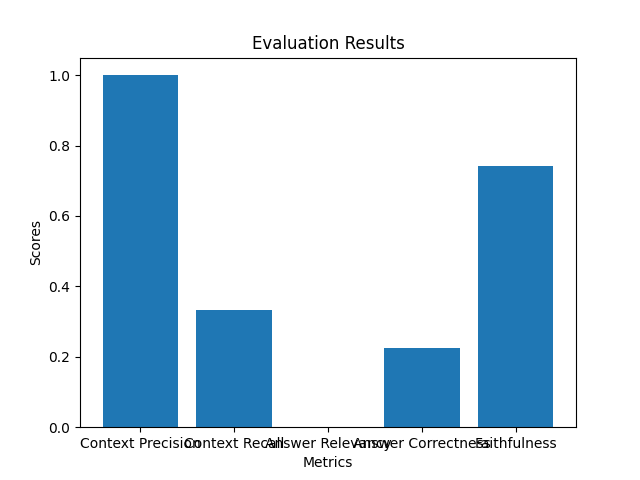 Evaluation Results
1.0
0.8
0.6
0.4
0.2
0.0
Scores
Context Precision Context Recall Answer Relevancy Answer Correctness Faithfulness
Metrics